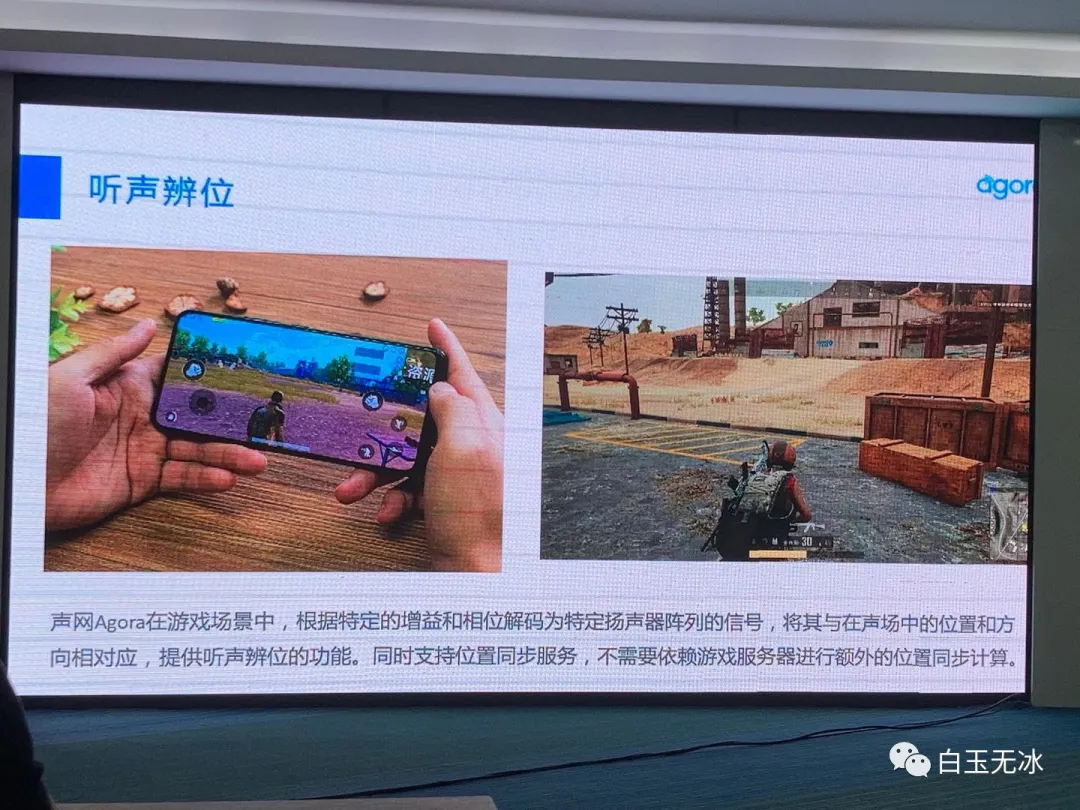 听声辨位
agor
洛派
30
声网Agora在游戏场景中，根据特定的增益和相位解码为特定扬声器阵列的信号，将其与在声场中的位置和方
向相对应，提供听声辨位的功能。同时支持位置同步服务，不需要依赖游戏服务器进行额外的位置同步计算。
白玉无冰